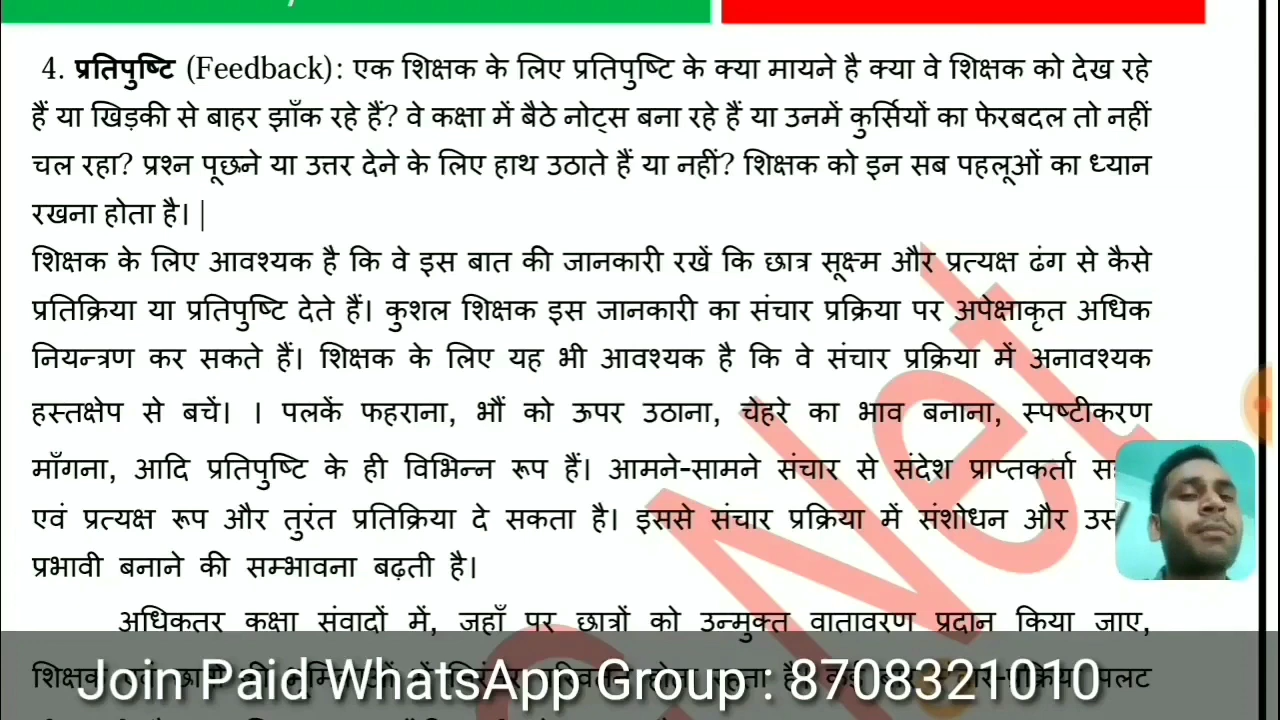 4. प्रतिपुष्टि (Feedback): एक शिक्षक के लिए प्रतिपुष्टि के क्या मायने है क्या वे शिक्षक को देख रहे
हैं या खिड़की से बाहर झाँक रहे हैं? वे कक्षा में बैठे नोट्स बना रहे हैं या उनमें कुर्सियों का फेरबदल तो नहीं
चल रहा? प्रश्न पूछने या उत्तर देने के लिए हाथ उठाते हैं या नहीं? शिक्षक को इन सब पहलूओं का ध्यान
रखना होता है। |
शिक्षक के लिए आवश्यक है कि वे इस बात की जानकारी रखें कि छात्र सूक्ष्म और प्रत्यक्ष ढंग से कैसे
प्रतिक्रिया या प्रतिपुष्टि देते हैं। कुशल शिक्षक इस जानकारी का संचार प्रक्रिया पर अपेक्षाकृत अधिक
नियन्त्रण कर सकते हैं। शिक्षक के लिए यह भी आवश्यक है कि वे संचार प्रक्रिया में अनावश्यक
हस्तक्षेप से बचें। । पलकें फहराना, भौं को ऊपर उठाना, चेहरे का भाव बनाना, स्पष्टीकरण
माँगना, आदि प्रतिपुष्टि के ही विभिन्न रूप हैं। आमने-सामने संचार से संदेश प्राप्तकर्ता
एवं प्रत्यक्ष रूप और तुरंत प्रतिक्रिया दे सकता है। इससे संचार प्रक्रिया में संशोधन और
प्रभावी बनाने की सम्भावना बढ़ती है।
अधिकतर कक्षा संवादों में, जहाँ पर छात्रों को उन्मुक्त वातावरण प्रदान किया जाए,
शिक्षक पलट
Join Paid WhatsApp Group : 8708321010
Net